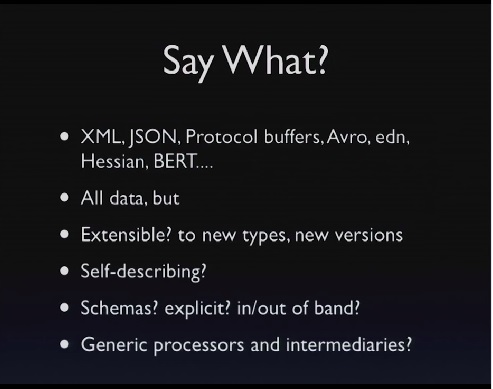 Say What?
XML, JSON, Protocol buffers, Avro, edn,
Hessian, BERT....
All data, but
Extensible? to new types, new versions
Self-describing?
Schemas? explicit? in/out of band?
Generic processors and intermediaries?